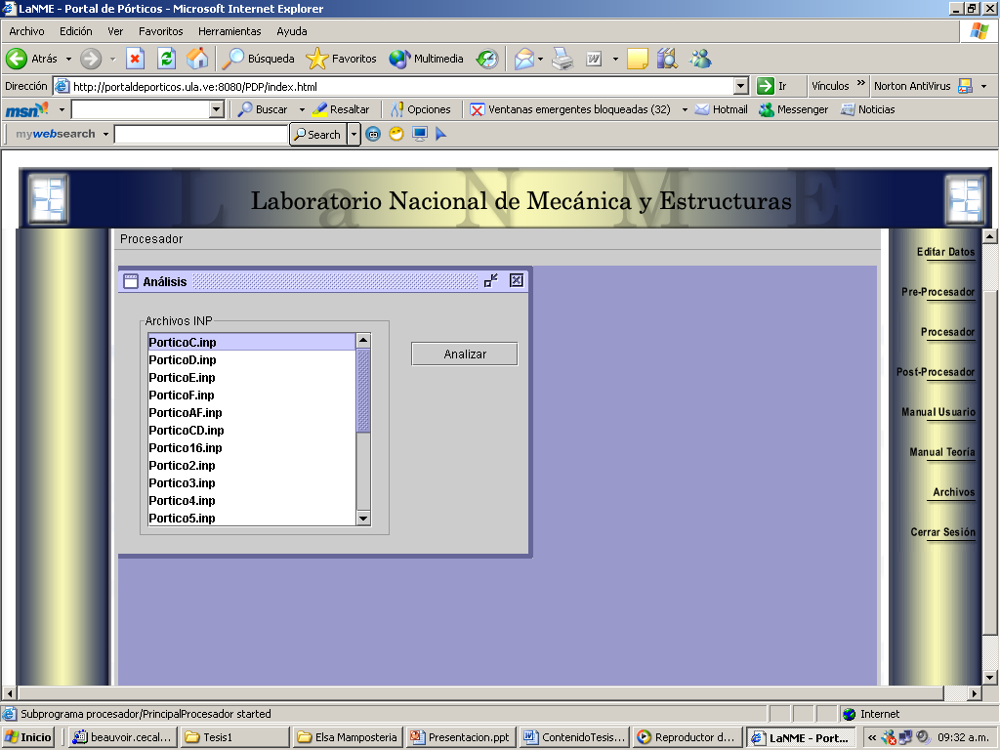 LaNME - Portal de Pórticos - Microsoft Internet Explorer
Archivo Edición Ver Favoritos Herramientas Ayuda
Atrás Búsqueda Favoritos Multimedia
Dirección http://portaldeporticos.ula.ve:8080/PDP/index.html Ir Vínculos » Norton AntiVirus
msn Buscar Resaltar Opciones Ventanas emergentes bloqueadas (32) Hotmail Messenger Noticias
mywebsearch Search
L a N M E
Laboratorio Nacional de Mecánica y Estructuras
Procesador
Análisis
Archivos INP
PorticoC.inp
PorticoD.inp
PorticoE.inp
PorticoF.inp
PorticoAF.inp
PorticoCD.inp
Portico16.inp
Portico2.inp
Portico3.inp
Portico4.inp
Portico5.inp
Analizar
Editar Datos
Pre-Procesador
Procesador
Post-Procesador
Manual Usuario
Manual Teoría
Archivos
Cerrar Sesión
Subprograma procesador/PrincipalProcesador started Internet
Inicio beauvoir.cecal... Tesis1 Elsa Mamposteria Presentacion.ppt ContenidoTesis... Reproductor d... LaNME - Port... « 09:32 a.m.